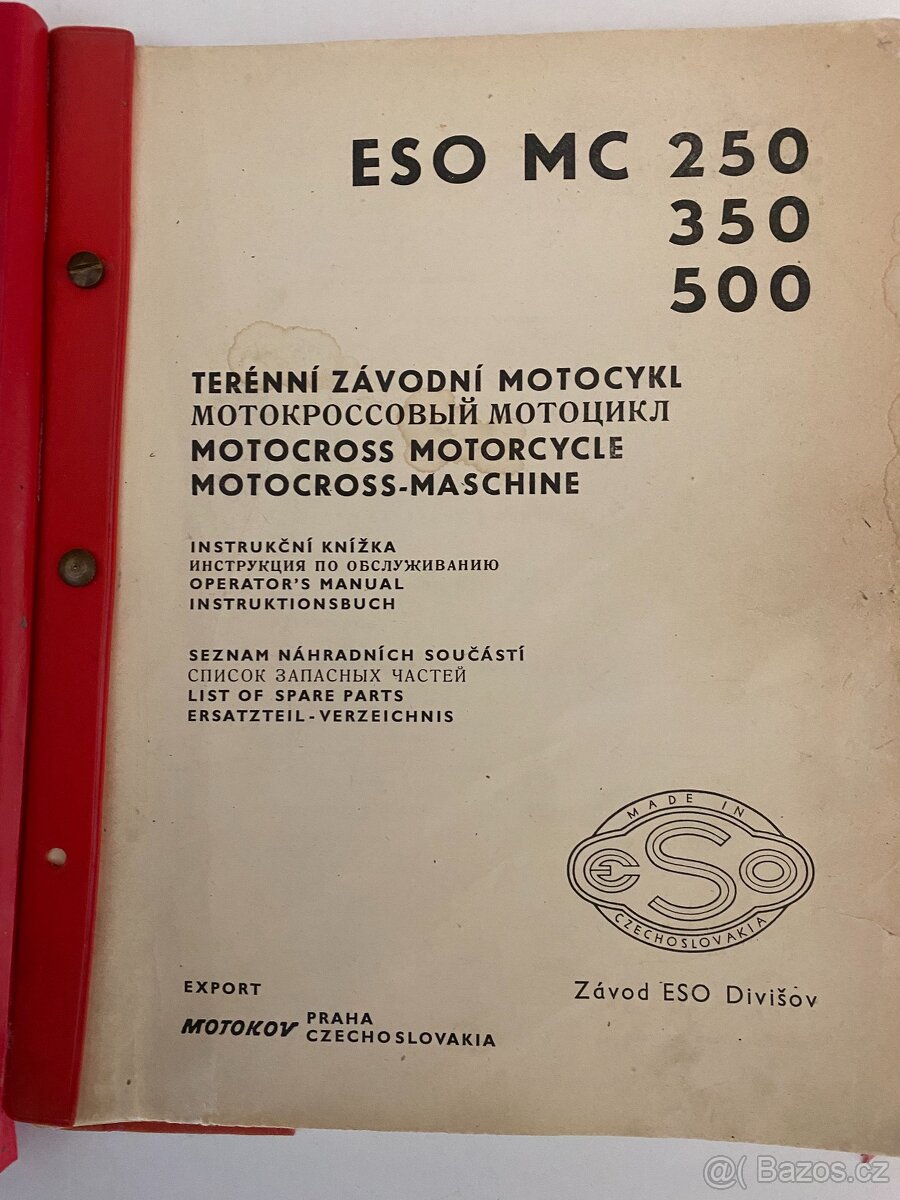 ESO MC 250
350
500
TERÉNNÍ ZÁVODNÍ MOTOCYKL
МОТОКРОССОВЫЙ МОТОЦИКЛ
MOTOCROSS MOTORCYCLE
MOTOCROSS-MASCHINE
INSTRUKČNÍ KNÍŽKA
ИНСТРУКЦИЯ ПО ОБСЛУЖИВАНИЮ
OPERATOR'S MANUAL
INSTRUKTIONSBUCH
SEZNAM NÁHRADNÍCH SOUČÁSTÍ
СПИСОК ЗАПАСНЫХ ЧАСТЕЙ
LIST OF SPARE PARTS
ERSATZTEIL-VERZEICHNIS
MADE IN
ESO
CZECHOSLOVAKIA
Závod ESO Divišov
EXPORT
MOTOKOV PRAHA
CZECHOSLOVAKIA
@( Bazos.cz